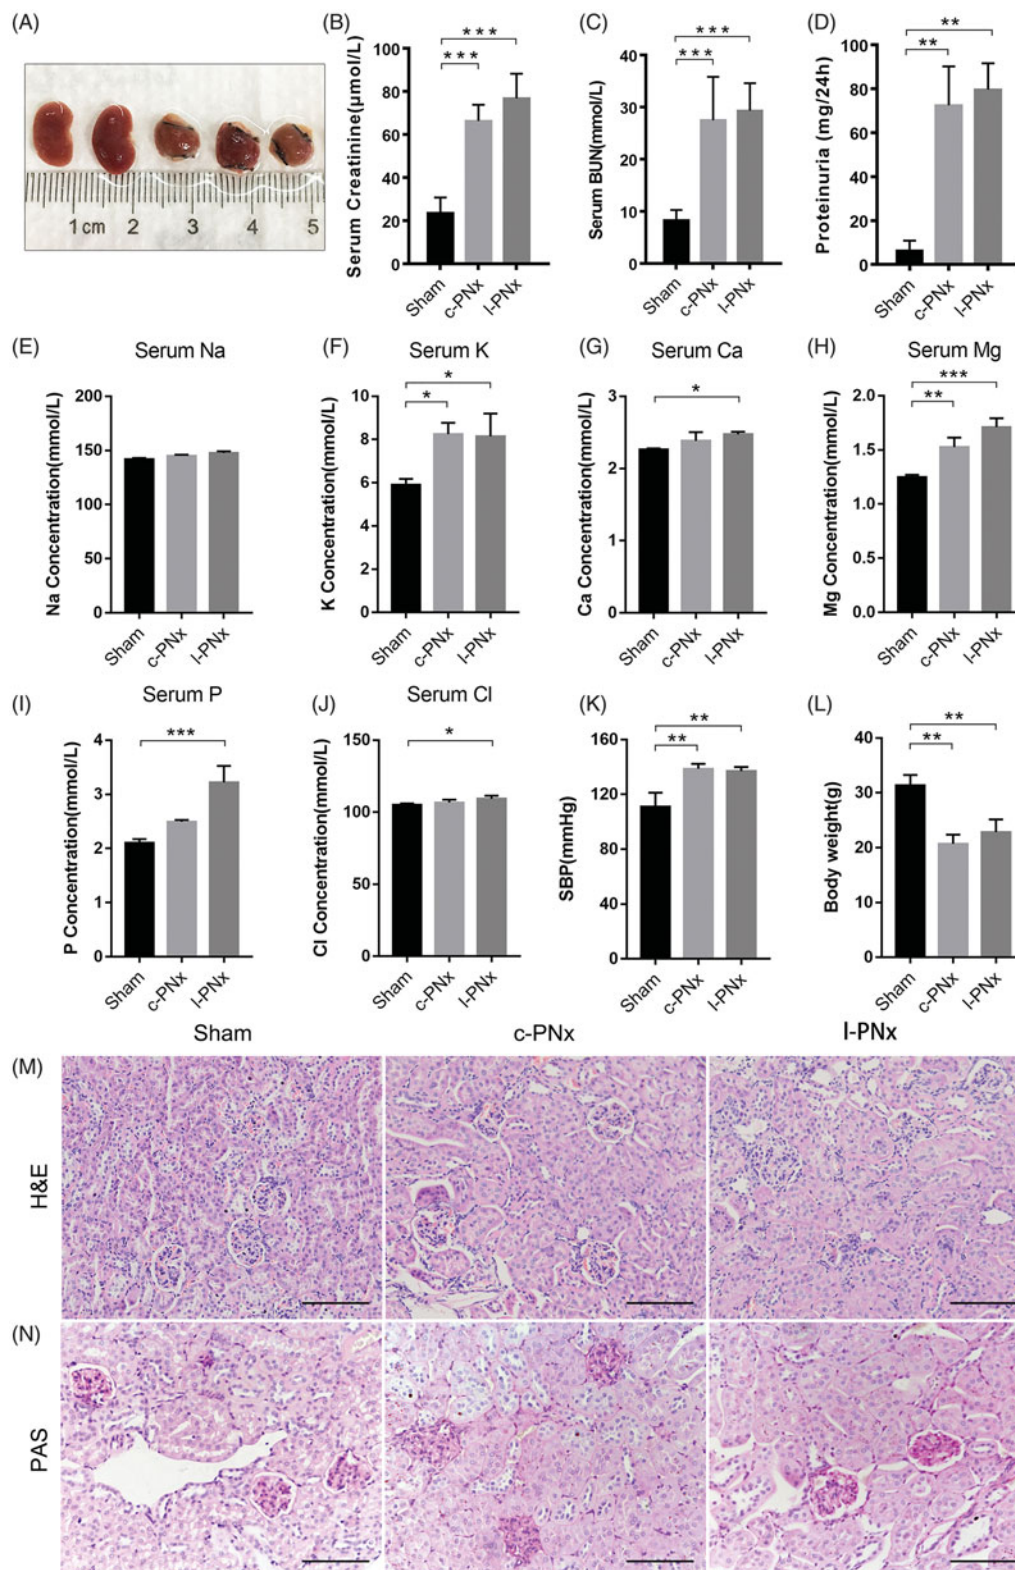 (A)
1 cm 2 3 4 5
(B)
Serum Creatinine(μmol/L)
100
80
60
40
20
0
***
***
Sham
c-PNx
l-PNx
(C)
Serum BUN(mmol/L)
40
30
20
10
0
***
***
Sham
c-PNx
l-PNx
(D)
Proteinuria (mg/24h)
100
80
60
40
20
0
**
**
Sham
c-PNx
l-PNx
(E)
Serum Na
Na Concentration(mmol/L)
200
150
100
50
0
Sham
c-PNx
l-PNx
(F)
Serum K
K Concentration(mmol/L)
10
8
6
4
2
0
*
*
Sham
c-PNx
l-PNx
(G)
Serum Ca
Ca Concentration(mmol/L)
3
2
1
0
*
Sham
c-PNx
l-PNx
(H)
Serum Mg
Mg Concentration(mmol/L)
2.0
1.5
1.0
0.5
0.0
***
**
Sham
c-PNx
l-PNx
(I)
Serum P
P Concentration(mmol/L)
4
3
2
1
0
***
Sham
c-PNx
l-PNx
(J)
Serum Cl
Cl Concentration(mmol/L)
150
100
50
0
*
Sham
c-PNx
l-PNx
(K)
SBP(mmHg)
160
120
80
40
0
**
**
Sham
c-PNx
l-PNx
(L)
Body weight(g)
40
30
20
10
0
**
**
Sham
c-PNx
l-PNx
Sham c-PNx l-PNx
(M)
H&E
(N)
PAS